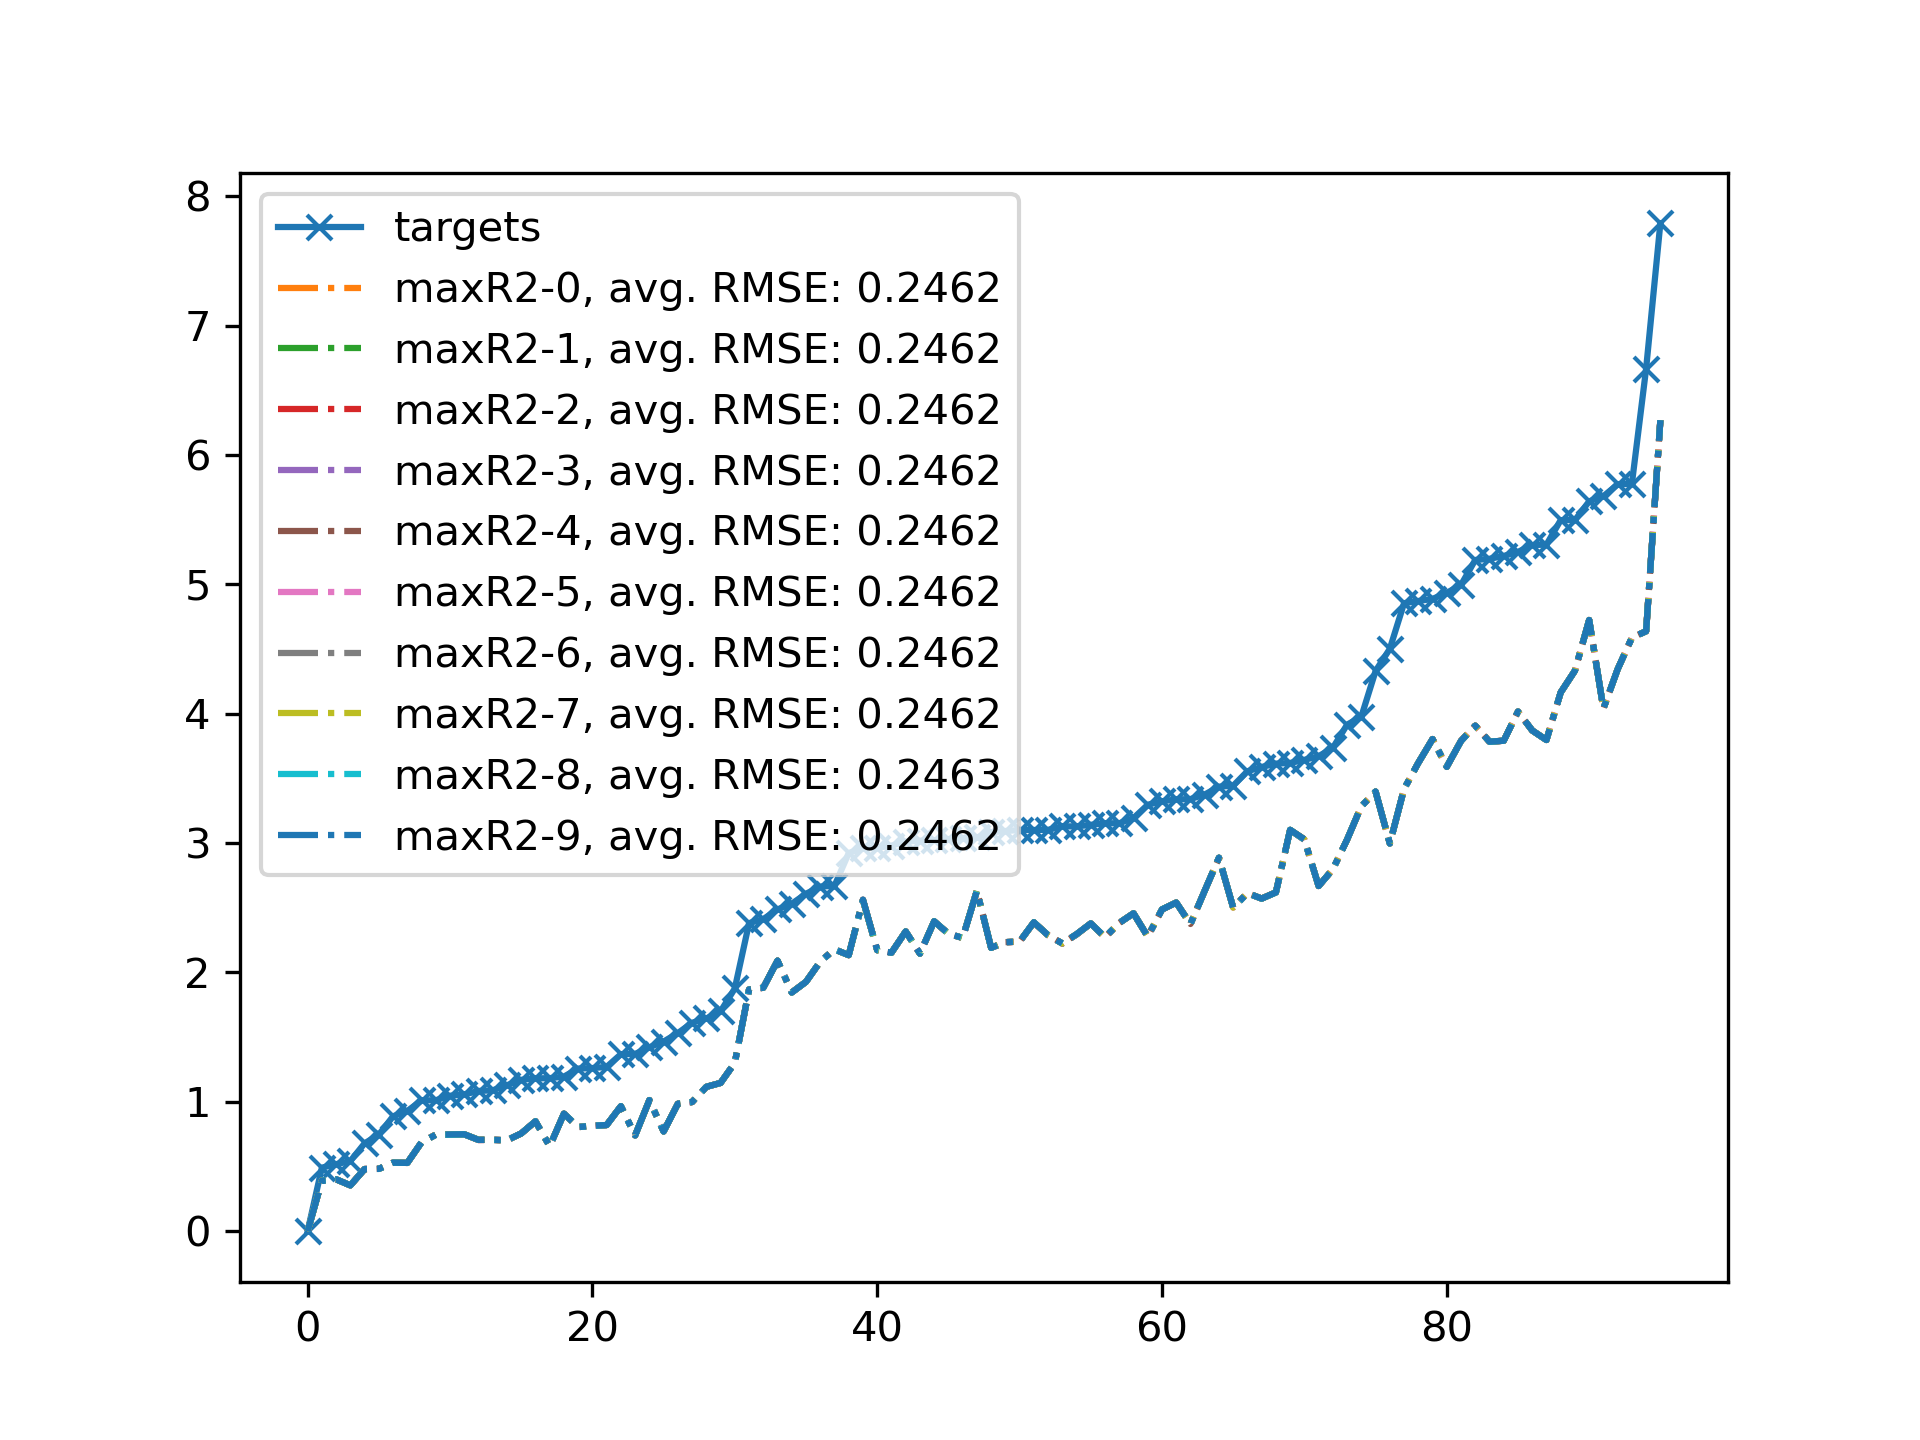 8
7
6
5
4
3
2
1
0
targets
maxR2-0, avg. RMSE: 0.2462
maxR2-1, avg. RMSE: 0.2462
maxR2-2, avg. RMSE: 0.2462
maxR2-3, avg. RMSE: 0.2462
maxR2-4, avg. RMSE: 0.2462
maxR2-5, avg. RMSE: 0.2462
maxR2-6, avg. RMSE: 0.2462
maxR2-7, avg. RMSE: 0.2462
maxR2-8, avg. RMSE: 0.2463
maxR2-9, avg. RMSE: 0.2462
0 20 40 60 80